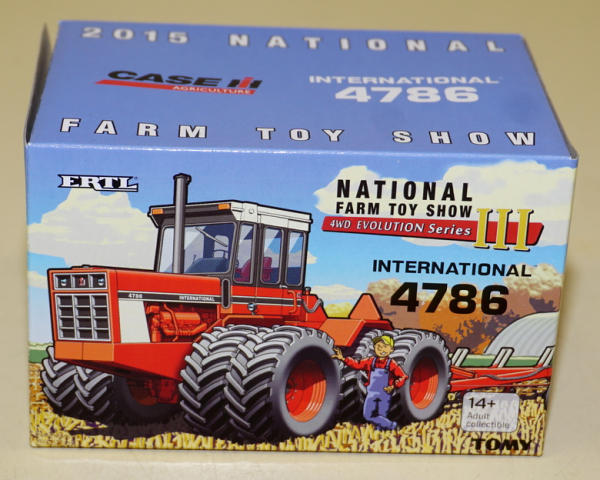 2015 NATIONAL
CASE IH
AGRICULTURE
INTERNATIONAL
4786
FARM TOY SHOW
ERTL
NATIONAL
FARM TOY SHOW
4WD EVOLUTION Series III
INTERNATIONAL
4786
4786 INTERNATIONAL
1
14+
Adult
collectible
TOMY